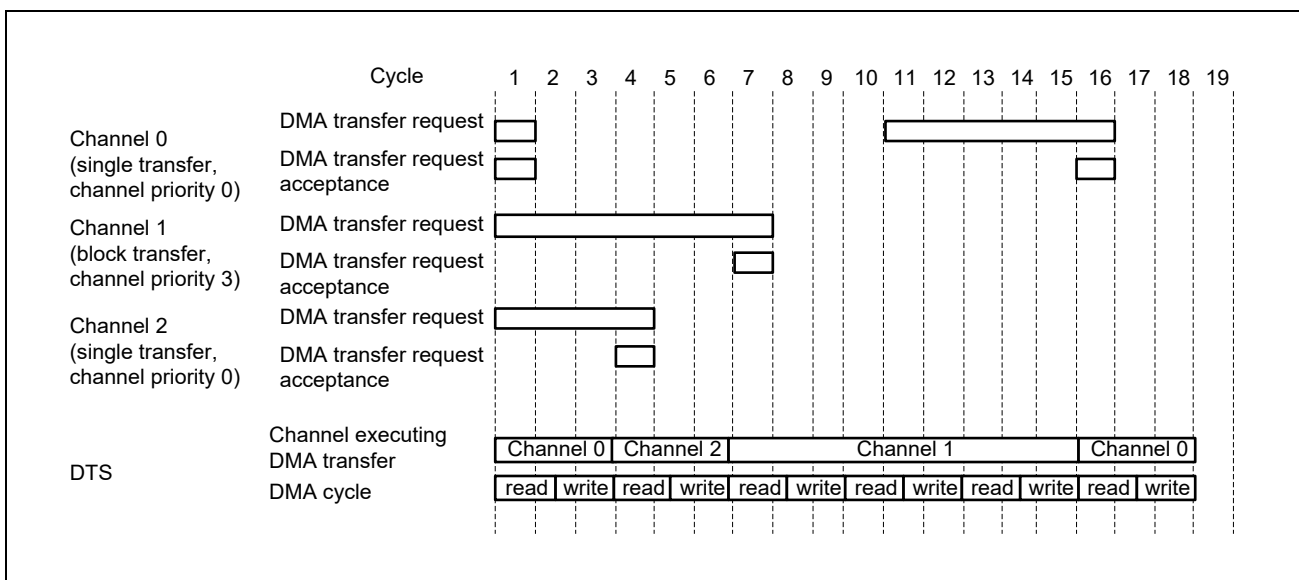 Cycle 1 2 3 4 5 6 7 8 9 10 11 12 13 14 15 16 17 18 19
Channel 0
(single transfer,
channel priority 0)
DMA transfer request
DMA transfer request
acceptance
Channel 1
(block transfer,
channel priority 3)
DMA transfer request
DMA transfer request
acceptance
Channel 2
(single transfer,
channel priority 0)
DMA transfer request
DMA transfer request
acceptance
DTS
Channel executing
DMA transfer
Channel 0 Channel 2 Channel 1 Channel 0
DMA cycle
read write read write read write read write read write read write